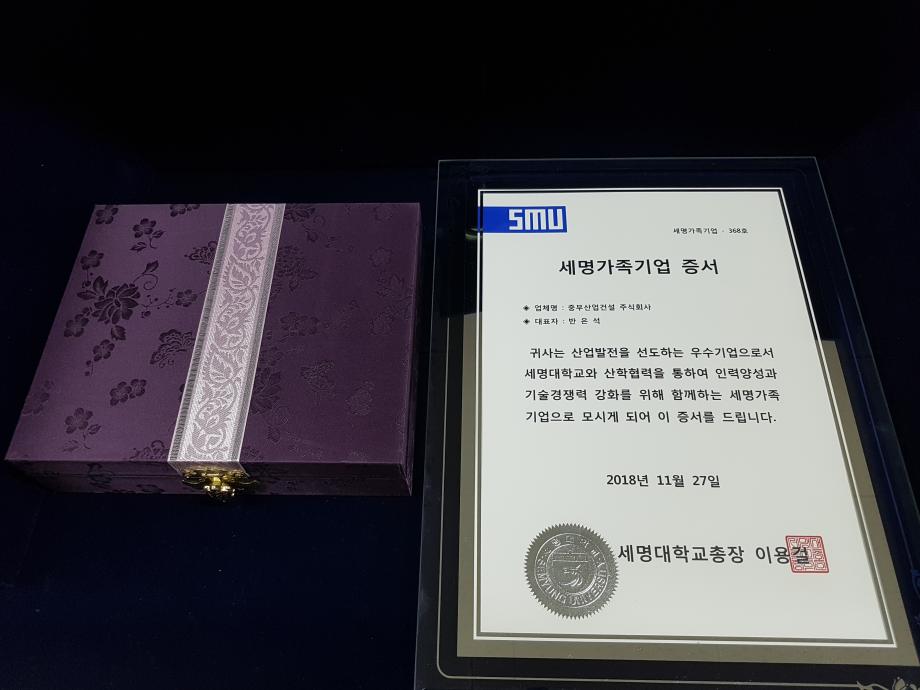 SMU
세명가족기업 - 368호
세명가족기업 증서
◈ 업체명 : 중부산업건설 주식회사
◈ 대표자 : 반 은 석
귀사는 산업발전을 선도하는 우수기업으로서
세명대학교와 산학협력을 통하여 인력양성과
기술경쟁력 강화를 위해 함께하는 세명가족
기업으로 모시게 되어 이 증서를 드립니다.
2018년 11월 27일
세명대학교총장 이용걸